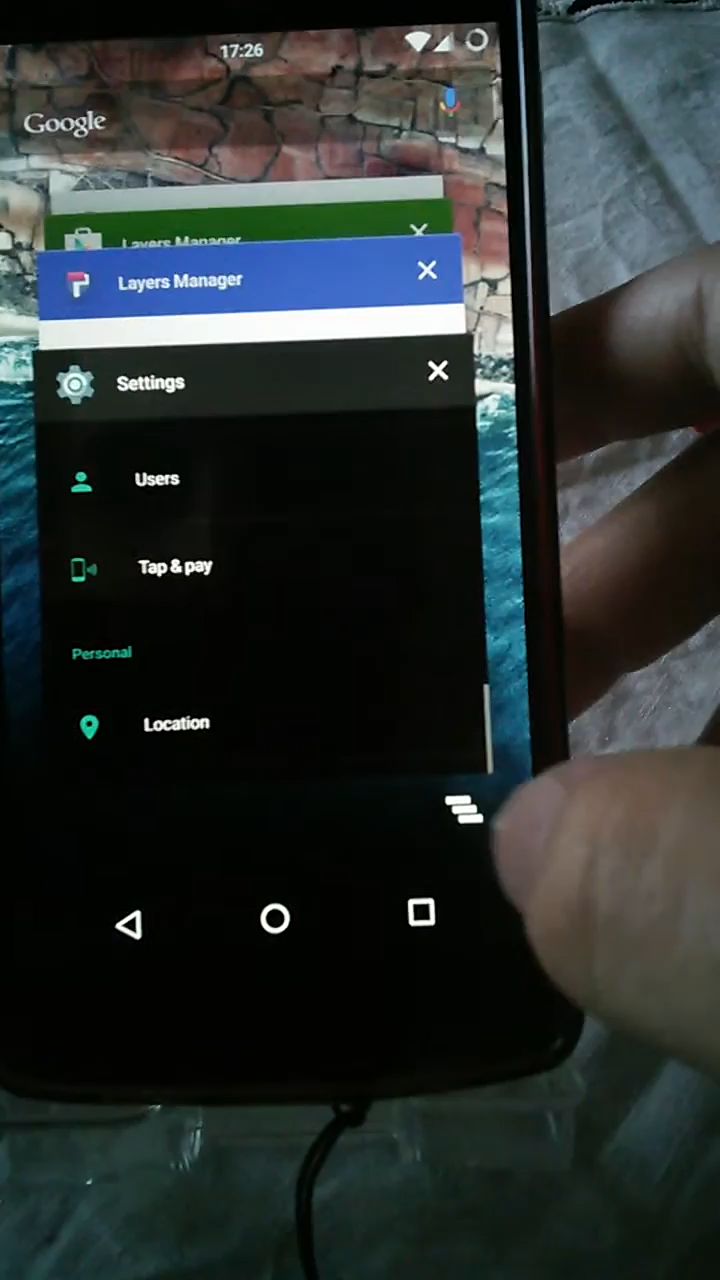 17:26
Google
Layers Manager
Layers Manager
Settings
Users
Tap & pay
Personal
Location